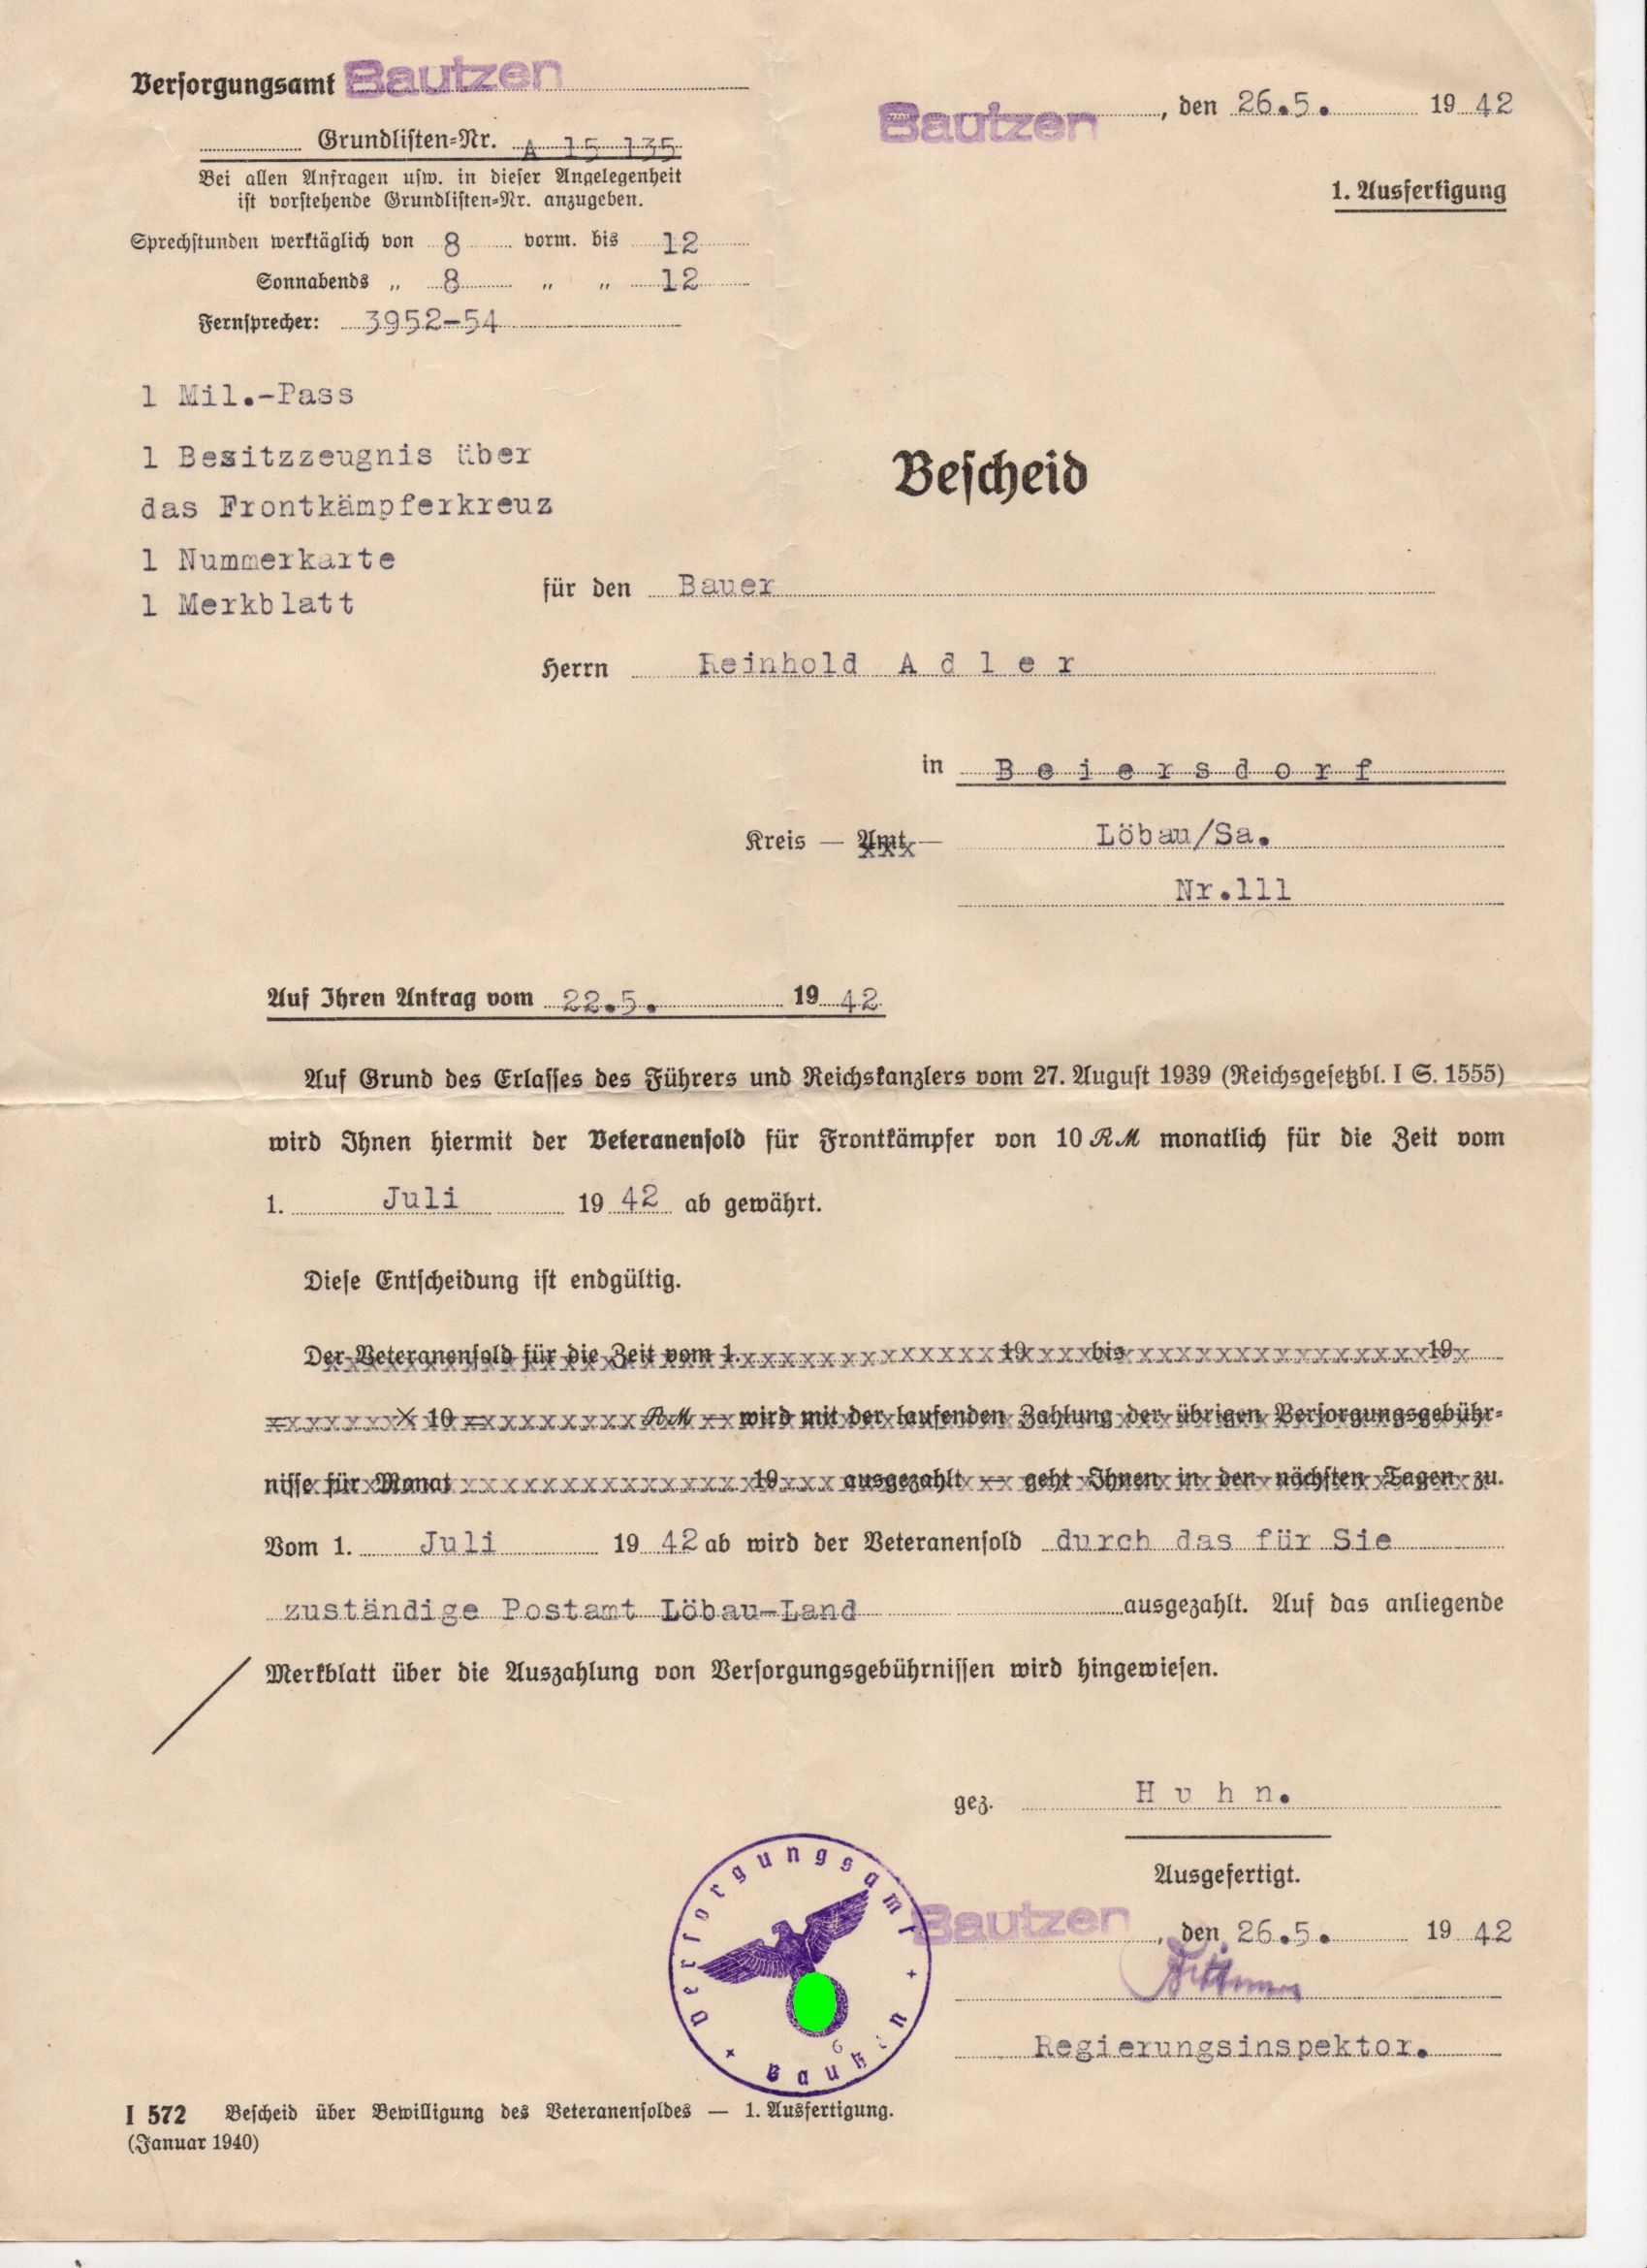 Versorgungsamt Bautzen
Bautzen, den 26.5. 1942
Grundlisten-Nr. A 15 135
Bei allen Anfragen usw. in dieser Angelegenheit
ist vorstehende Grundlisten-Nr. anzugeben.
1. Ausfertigung
Sprechstunden werktäglich von 8 vorm. bis 12
Sonnabends „ 8 „ „ 12
Fernsprecher: 3952-54
1 Mil.-Pass
1 Besitzzeugnis über
das Frontkämpferkreuz
1 Nummerkarte
1 Merkblatt
Bescheid
für den Bauer
Herrn Reinhold A d l e r
in B e i e r s d o r f
Kreis — Amt — Löbau/Sa.
Nr.111
Auf Ihren Antrag vom 22.5. 1942
Auf Grund des Erlasses des Führers und Reichskanzlers vom 27. August 1939 (Reichsgesetzbl. I S. 1555)
wird Ihnen hiermit der Veteranensold für Frontkämpfer von 10 RM monatlich für die Zeit vom
1. Juli 1942 ab gewährt.
Diese Entscheidung ist endgültig.
Der Veteranensold für die Zeit vom 1. 19 bis 19
10 RM — wird mit der laufenden Zahlung der übrigen Versorgungsgebühr-
nisse für Monat 19 ausgezahlt — geht Ihnen in den nächsten Tagen zu.
Vom 1. Juli 1942 ab wird der Veteranensold durch das für Sie
zuständige Postamt Löbau-Land ausgezahlt. Auf das anliegende
Merkblatt über die Auszahlung von Versorgungsgebührnissen wird hingewiesen.
gez. H u h n.
Ausgefertigt.
Bautzen, den 26.5. 1942
Regierungsinspektor.
Versorgungsamt + Bautzen +
6
I 572 Bescheid über Bewilligung des Veteranensoldes — 1. Ausfertigung.
(Januar 1940)